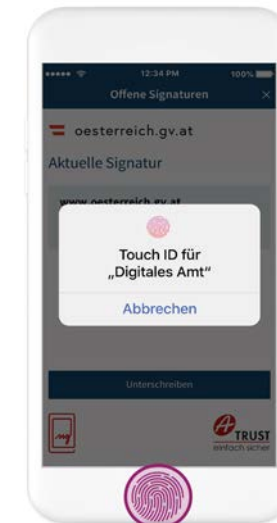 12:34 PM
100%
Offene Signaturen
oesterreich.gv.at
Aktuelle Signatur
www.oesterreich.gv.at
Touch ID für
„Digitales Amt“
Abbrechen
Unterschreiben
A TRUST
einfach sicher